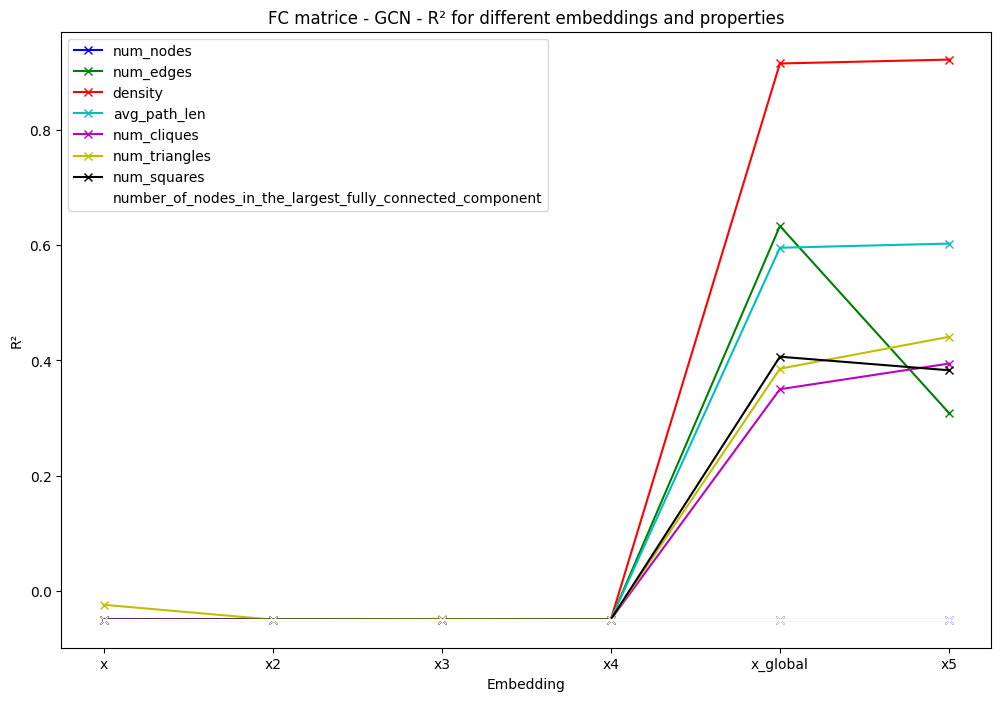 FC matrice - GCN - R² for different embeddings and properties
num_nodes
num_edges
density
avg_path_len
num_cliques
num_triangles
num_squares
number_of_nodes_in_the_largest_fully_connected_component
R²
0.8
0.6
0.4
0.2
0.0
x x2 x3 x4 x_global x5
Embedding